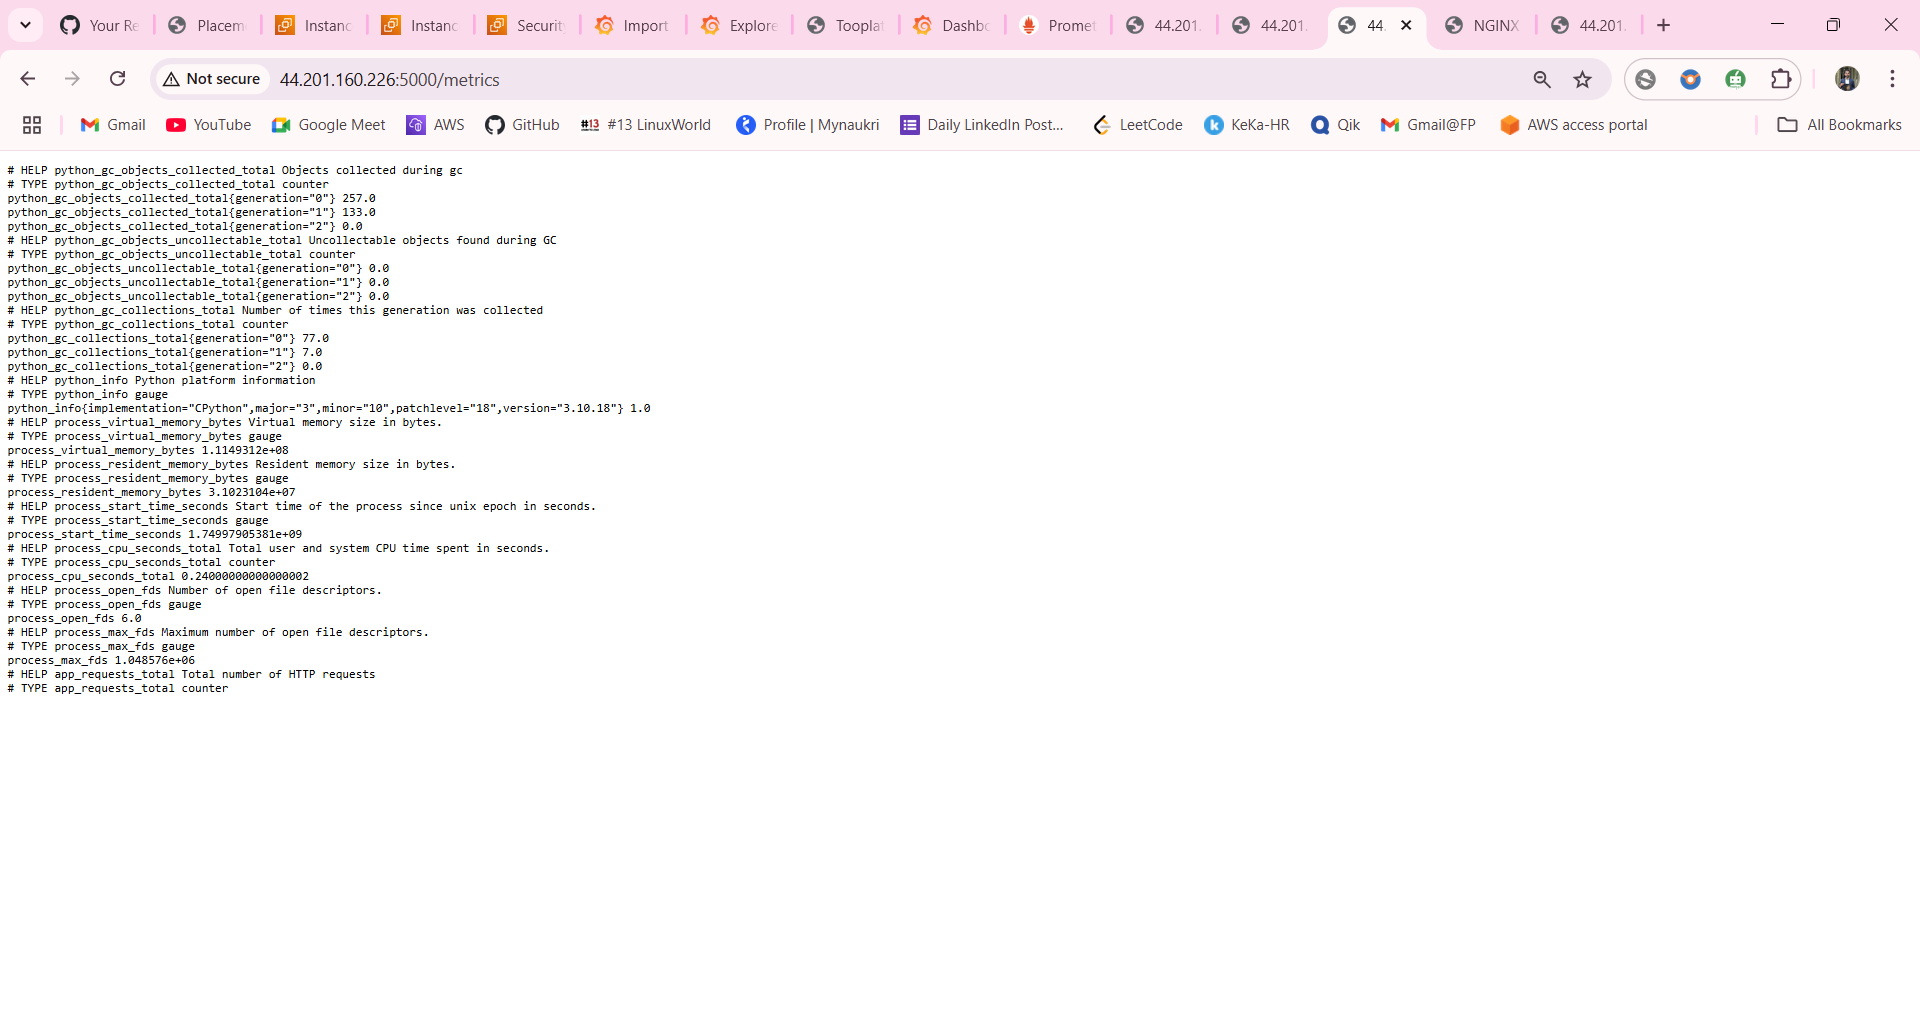 Your Re
Placem
Instanc
Instanc
Securit
Import
Explore
Tooplat
Dashbo
Promet
44.201.
44.201.
44.
NGINX
44.201.
Not secure
44.201.160.226:5000/metrics
Gmail
YouTube
Google Meet
AWS
GitHub
#13 #13 LinuxWorld
Profile | Mynaukri
Daily LinkedIn Post...
LeetCode
KeKa-HR
Qik
Gmail@FP
AWS access portal
All Bookmarks
# HELP python_gc_objects_collected_total Objects collected during gc
# TYPE python_gc_objects_collected_total counter
python_gc_objects_collected_total{generation="0"} 257.0
python_gc_objects_collected_total{generation="1"} 133.0
python_gc_objects_collected_total{generation="2"} 0.0
# HELP python_gc_objects_uncollectable_total Uncollectable objects found during GC
# TYPE python_gc_objects_uncollectable_total counter
python_gc_objects_uncollectable_total{generation="0"} 0.0
python_gc_objects_uncollectable_total{generation="1"} 0.0
python_gc_objects_uncollectable_total{generation="2"} 0.0
# HELP python_gc_collections_total Number of times this generation was collected
# TYPE python_gc_collections_total counter
python_gc_collections_total{generation="0"} 77.0
python_gc_collections_total{generation="1"} 7.0
python_gc_collections_total{generation="2"} 0.0
# HELP python_info Python platform information
# TYPE python_info gauge
python_info{implementation="CPython",major="3",minor="10",patchlevel="18",version="3.10.18"} 1.0
# HELP process_virtual_memory_bytes Virtual memory size in bytes.
# TYPE process_virtual_memory_bytes gauge
process_virtual_memory_bytes 1.1149312e+08
# HELP process_resident_memory_bytes Resident memory size in bytes.
# TYPE process_resident_memory_bytes gauge
process_resident_memory_bytes 3.1023104e+07
# HELP process_start_time_seconds Start time of the process since unix epoch in seconds.
# TYPE process_start_time_seconds gauge
process_start_time_seconds 1.74997905381e+09
# HELP process_cpu_seconds_total Total user and system CPU time spent in seconds.
# TYPE process_cpu_seconds_total counter
process_cpu_seconds_total 0.24000000000000002
# HELP process_open_fds Number of open file descriptors.
# TYPE process_open_fds gauge
process_open_fds 6.0
# HELP process_max_fds Maximum number of open file descriptors.
# TYPE process_max_fds gauge
process_max_fds 1.048576e+06
# HELP app_requests_total Total number of HTTP requests
# TYPE app_requests_total counter